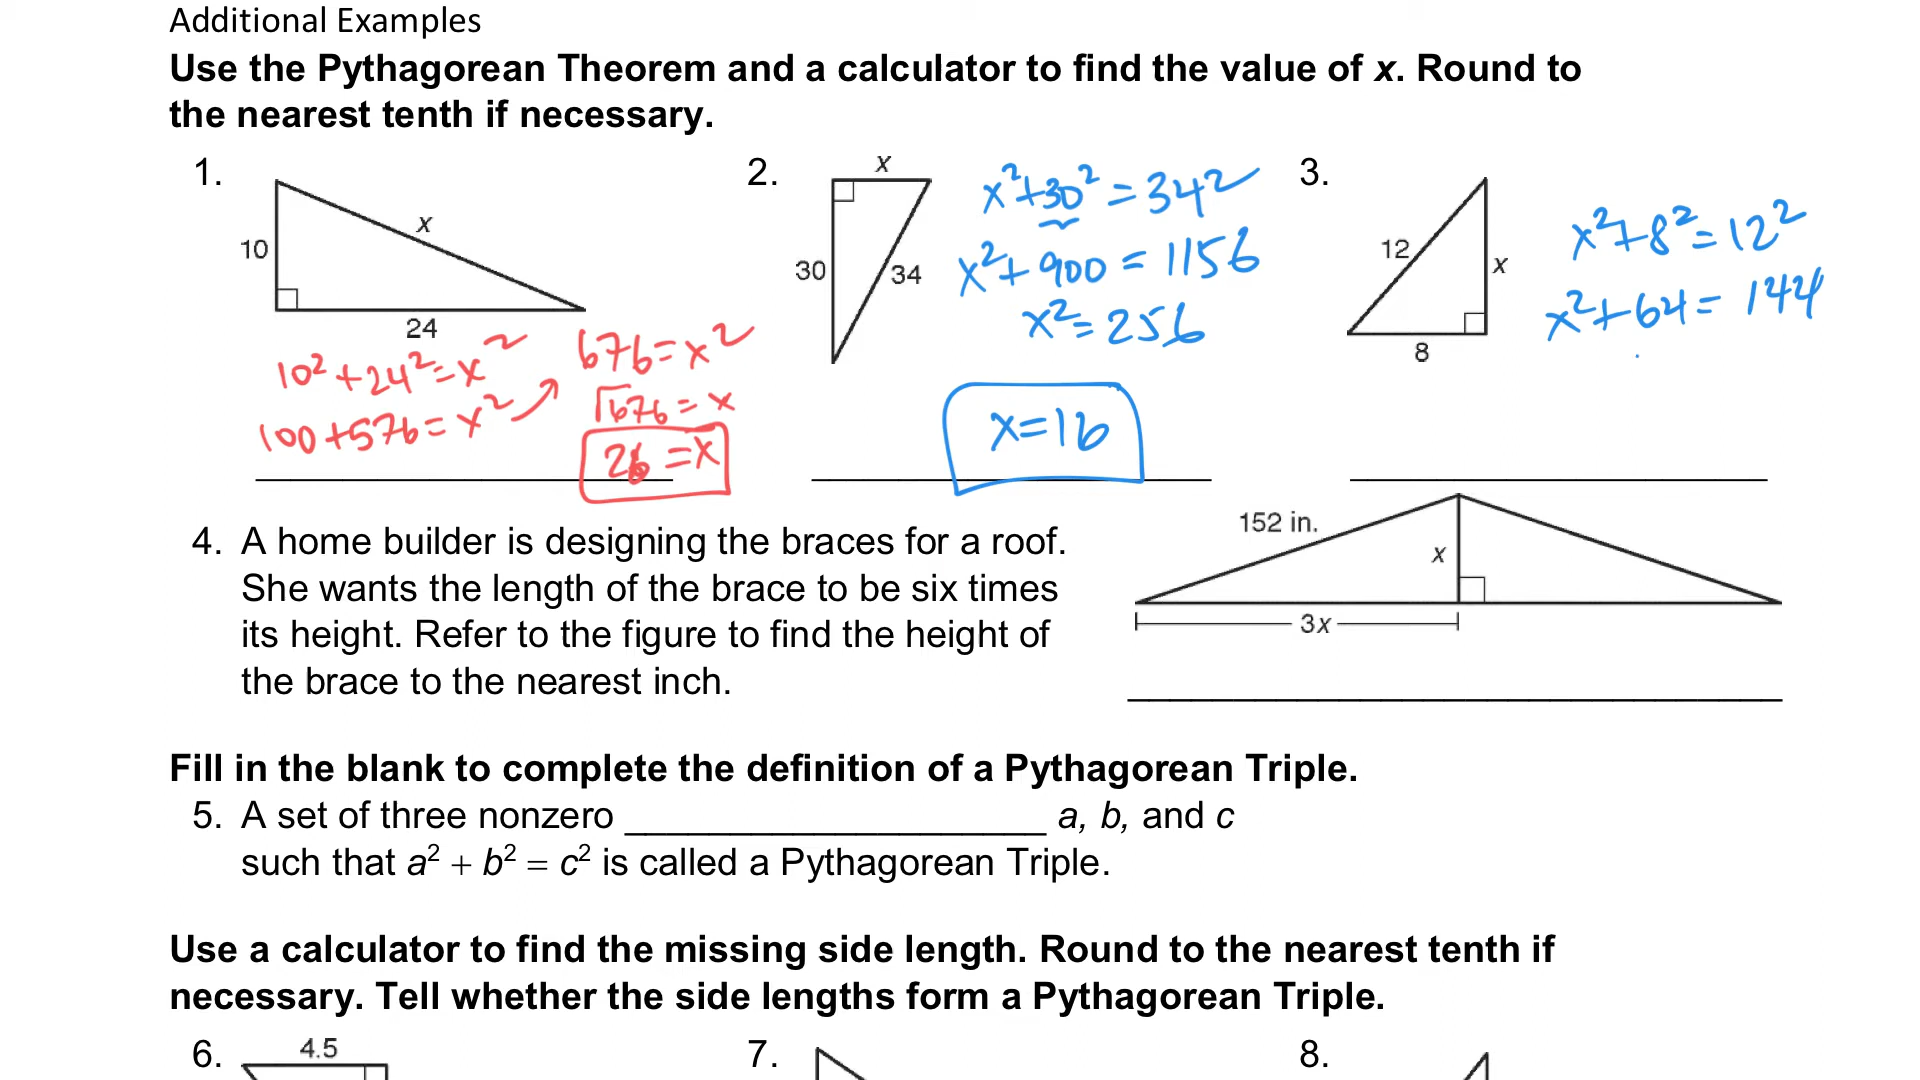 Additional Examples
Use the Pythagorean Theorem and a calculator to find the value of x. Round to
the nearest tenth if necessary.
1.
10
x
24
10² + 24² = x²
100 + 576 = x²
676 = x²
√676 = x
26 = x
2.
x
30
34
x² + 30² = 34²
x² + 900 = 1156
x² = 256
x = 16
3.
12
x
8
x² + 8² = 12²
x² + 64 = 144
4. A home builder is designing the braces for a roof.
She wants the length of the brace to be six times
its height. Refer to the figure to find the height of
the brace to the nearest inch.
152 in.
x
3x
Fill in the blank to complete the definition of a Pythagorean Triple.
5. A set of three nonzero ____________________ a, b, and c
such that a² + b² = c² is called a Pythagorean Triple.
Use a calculator to find the missing side length. Round to the nearest tenth if
necessary. Tell whether the side lengths form a Pythagorean Triple.
6.
4.5
7.
8.